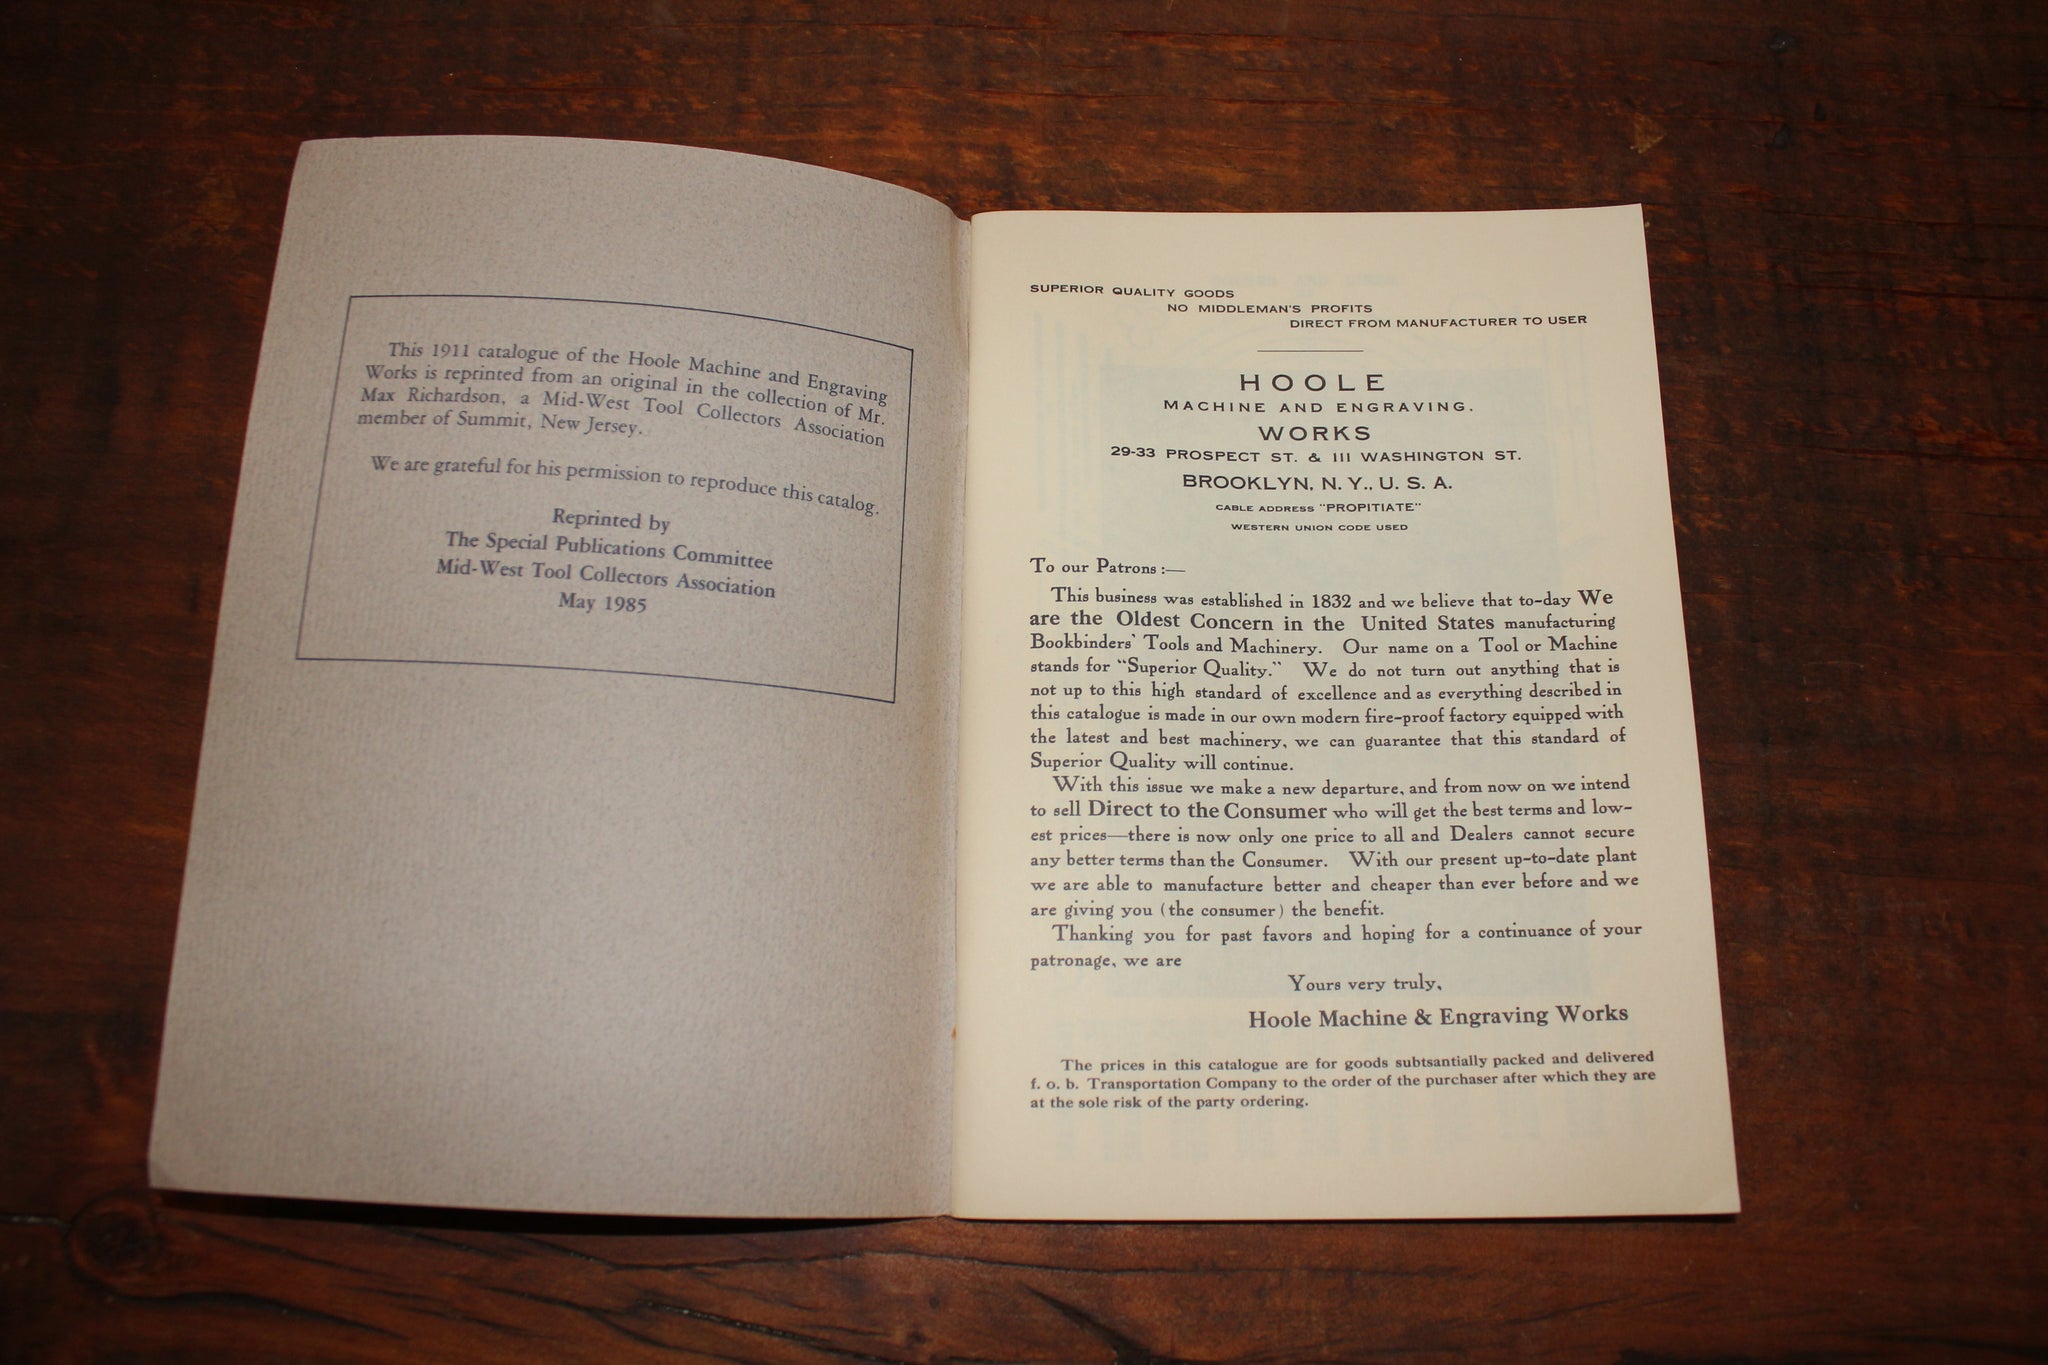 This 1911 catalogue of the Hoole Machine and Engraving
Works is reprinted from an original in the collection of Mr.
Max Richardson, a Mid-West Tool Collectors Association
member of Summit, New Jersey.
We are grateful for his permission to reproduce this catalog.
Reprinted by
The Special Publications Committee
Mid-West Tool Collectors Association
May 1985
SUPERIOR QUALITY GOODS
NO MIDDLEMAN'S PROFITS
DIRECT FROM MANUFACTURER TO USER
HOOLE
MACHINE AND ENGRAVING.
WORKS
29-33 PROSPECT ST. & 111 WASHINGTON ST.
BROOKLYN, N. Y., U. S. A.
CABLE ADDRESS "PROPITIATE"
WESTERN UNION CODE USED
To our Patrons :—
This business was established in 1832 and we believe that to-day We
are the Oldest Concern in the United States manufacturing
Bookbinders' Tools and Machinery. Our name on a Tool or Machine
stands for "Superior Quality." We do not turn out anything that is
not up to this high standard of excellence and as everything described in
this catalogue is made in our own modern fire-proof factory equipped with
the latest and best machinery, we can guarantee that this standard of
Superior Quality will continue.
With this issue we make a new departure, and from now on we intend
to sell Direct to the Consumer who will get the best terms and low-
est prices—there is now only one price to all and Dealers cannot secure
any better terms than the Consumer. With our present up-to-date plant
we are able to manufacture better and cheaper than ever before and we
are giving you (the consumer) the benefit.
Thanking you for past favors and hoping for a continuance of your
patronage, we are
Yours very truly,
Hoole Machine & Engraving Works
The prices in this catalogue are for goods subtsantially packed and delivered
f. o. b. Transportation Company to the order of the purchaser after which they are
at the sole risk of the party ordering.